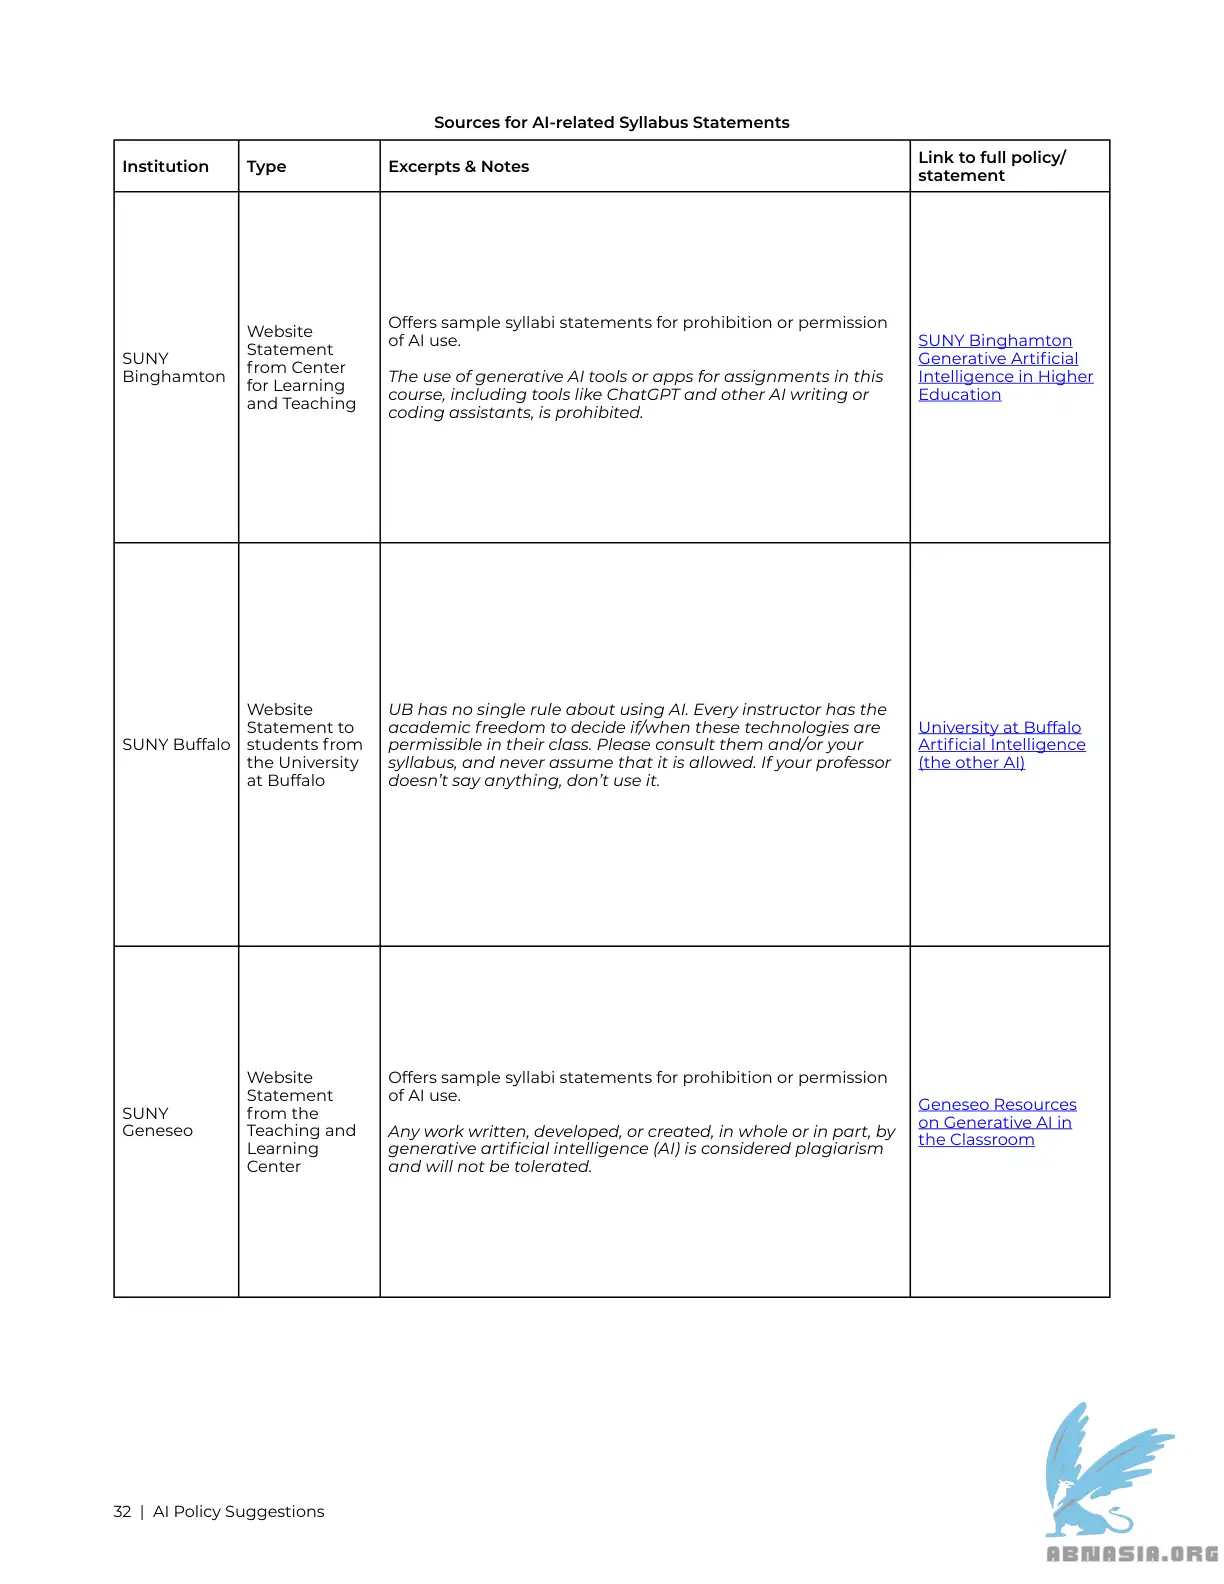 Sources for AI-related Syllabus Statements
Institution
Type
Excerpts & Notes
Link to full policy/
statement
SUNY
Binghamton
Website
Statement
from Center
for Learning
and Teaching
Offers sample syllabi statements for prohibition or permission
of AI use.
The use of generative AI tools or apps for assignments in this
course, including tools like ChatGPT and other AI writing or
coding assistants, is prohibited.
SUNY Binghamton
Generative Artificial
Intelligence in Higher
Education
SUNY Buffalo
Website
Statement to
students from
the University
at Buffalo
UB has no single rule about using AI. Every instructor has the
academic freedom to decide if/when these technologies are
permissible in their class. Please consult them and/or your
syllabus, and never assume that it is allowed. If your professor
doesn’t say anything, don’t use it.
University at Buffalo
Artificial Intelligence
(the other AI)
SUNY
Geneseo
Website
Statement
from the
Teaching and
Learning
Center
Offers sample syllabi statements for prohibition or permission
of AI use.
Any work written, developed, or created, in whole or in part, by
generative artificial intelligence (AI) is considered plagiarism
and will not be tolerated.
Geneseo Resources
on Generative AI in
the Classroom
32 | AI Policy Suggestions
ABNASIA.ORG